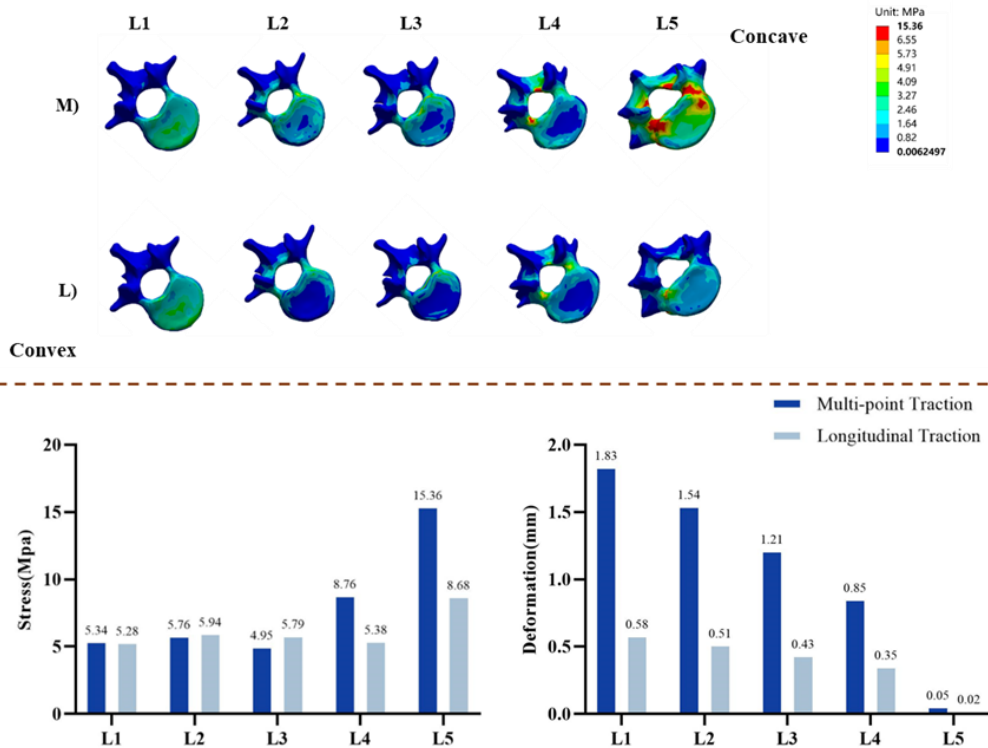 L1 L2 L3 L4 L5
Concave
M)
L)
Convex
Unit: MPa
15.36
6.55
5.73
4.91
4.09
3.27
2.46
1.64
0.82
0.0062497
Multi-point Traction
Longitudinal Traction
Stress(Mpa)
20
15
10
5
0
5.34 5.28 5.76 5.94 4.95 5.79 8.76 5.38 15.36 8.68
L1 L2 L3 L4 L5
Deformation(mm)
2.0
1.5
1.0
0.5
0.0
1.83 0.58 1.54 0.51 1.21 0.43 0.85 0.35 0.05 0.02
L1 L2 L3 L4 L5